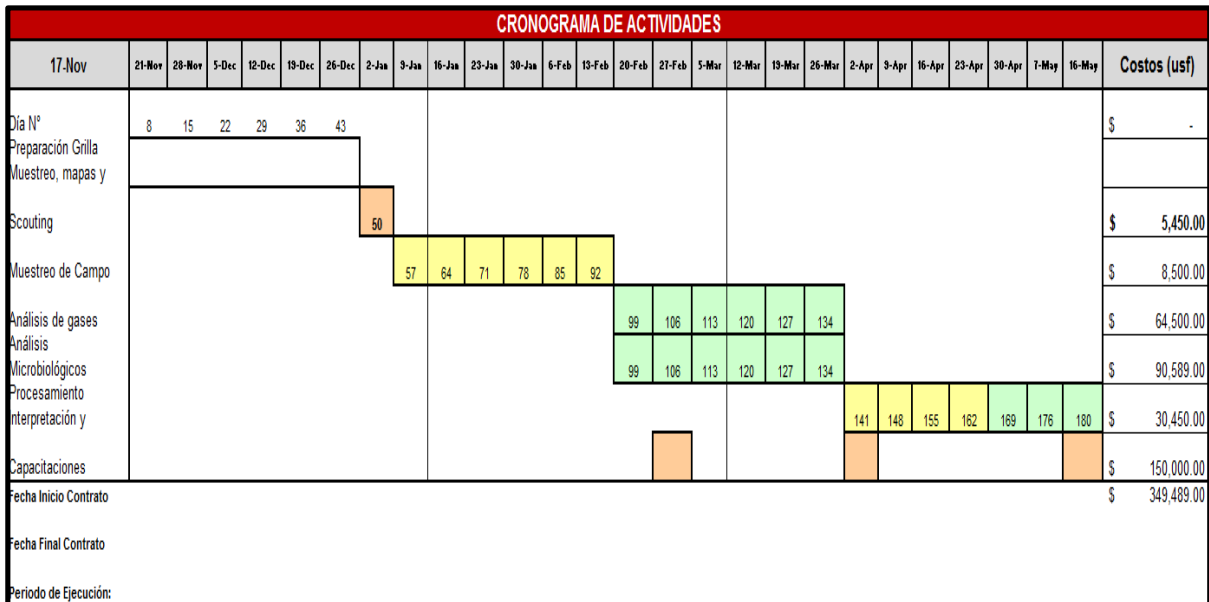 CRONOGRAMA DE ACTIVIDADES
17-Nov 21-Nov 28-Nov 5-Dec 12-Dec 19-Dec 26-Dec 2-Jan 9-Jan 16-Jan 23-Jan 30-Jan 6-Feb 13-Feb 20-Feb 27-Feb 5-Mar 12-Mar 19-Mar 26-Mar 2-Apr 9-Apr 16-Apr 23-Apr 30-Apr 7-May 16-May Costos (usf)
Día N° 8 15 22 29 36 43 $ -
Preparación Grilla
Muestreo, mapas y
Scouting 50 $ 5,450.00
Muestreo de Campo 57 64 71 78 85 92 $ 8,500.00
Análisis de gases 99 106 113 120 127 134 $ 64,500.00
Análisis
Microbiológicos 99 106 113 120 127 134 $ 90,589.00
Procesamiento
Interpretación y 141 148 155 162 169 176 180 $ 30,450.00
Capacitaciones $ 150,000.00
Fecha Inicio Contrato $ 349,489.00
Fecha Final Contrato
Periodo de Ejecución: